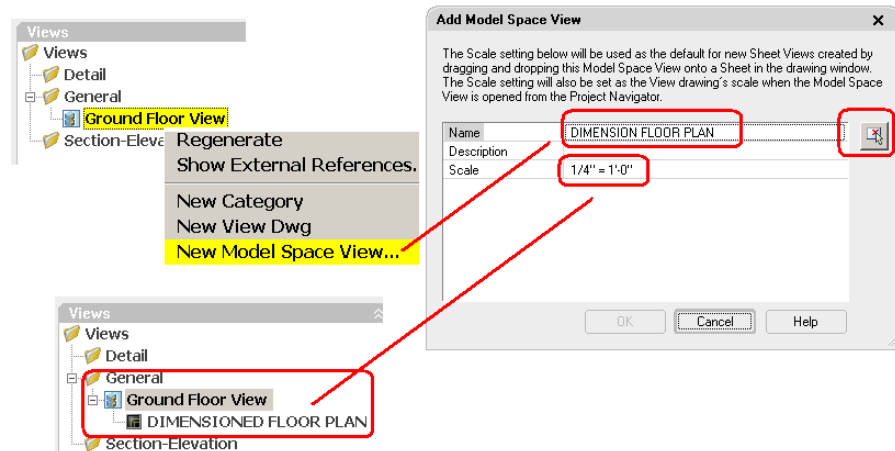 Views
Views
Detail
General
Ground Floor View
Section-Eleva
Regenerate
Show External References.
New Category
New View Dwg
New Model Space View...
Add Model Space View
The Scale setting below will be used as the default for new Sheet Views created by
dragging and dropping this Model Space View onto a Sheet in the drawing window.
The Scale setting will also be set as the View drawing's scale when the Model Space
View is opened from the Project Navigator.
Name DIMENSION FLOOR PLAN
Description
Scale 1/4" = 1'-0"
OK Cancel Help
Views
Views
Detail
General
Ground Floor View
DIMENSIONED FLOOR PLAN
Section-Elevation